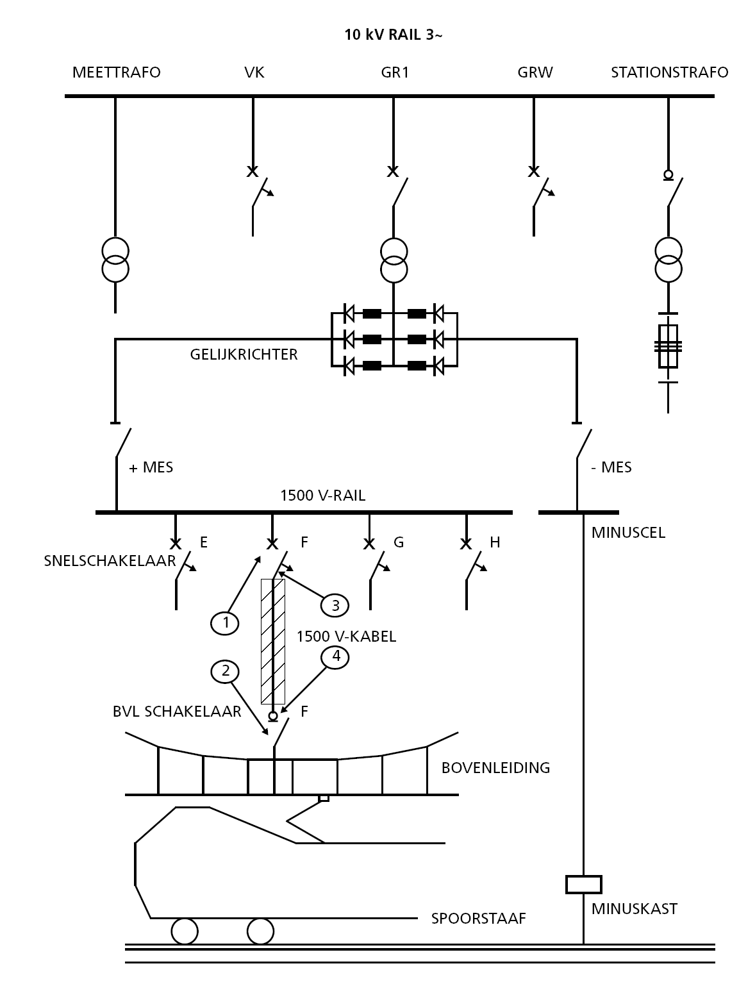 10 kV RAIL 3~
MEETTRAFO VK GR1 GRW STATIONSTRAFO
GELIJKRICHTER
+ MES
- MES
1500 V-RAIL
MINUSCEL
E F G H
SNELSCHAKELAAR
3
1
1500 V-KABEL
4
2
BVL SCHAKELAAR F
BOVENLEIDING
MINUSKAST
SPOORSTAAF